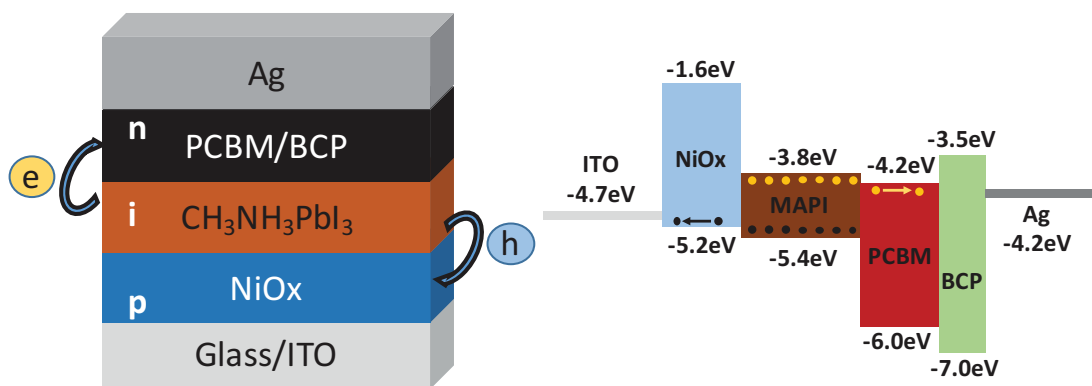 Ag
n
PCBM/BCP
e
i
CH₃NH₃PbI₃
h
NiOx
p
Glass/ITO
-1.6eV
ITO
-4.7eV
NiOx
-5.2eV
-3.8eV
MAPI
-5.4eV
-4.2eV
PCBM
-6.0eV
-3.5eV
BCP
-7.0eV
Ag
-4.2eV